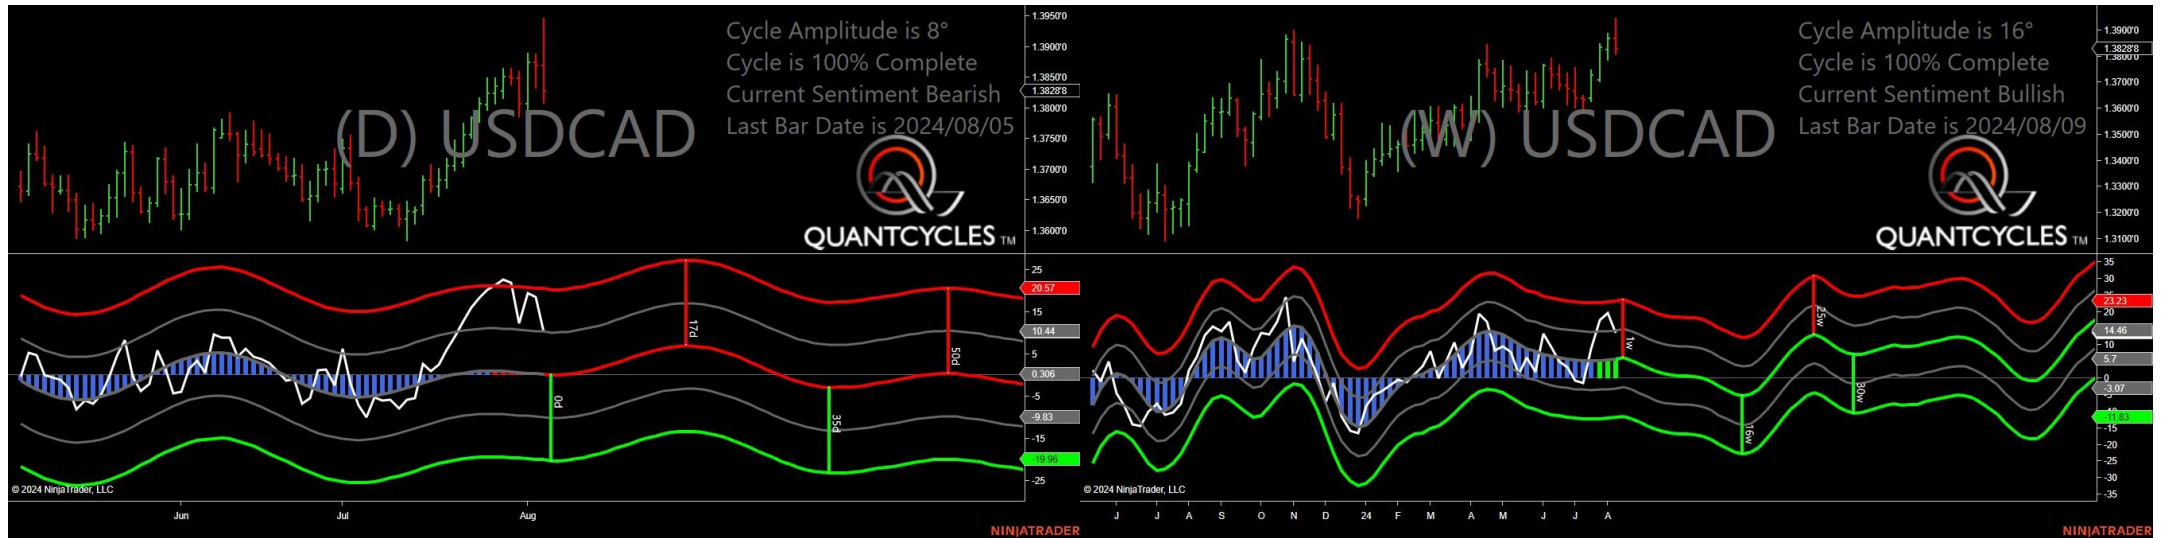 Cycle Amplitude is 8°
Cycle is 100% Complete
Current Sentiment Bearish
Last Bar Date is 2024/08/05
(D) USDCAD
QUANTCYCLES TM
1.3950'0
1.3900'0
1.3850'0
1.3828'8
1.3800'0
1.3750'0
1.3700'0
1.3650'0
1.3600'0
25
20.57
15
10.44
5
0.306
-5
-9.83
-15
-19.96
-25
0d
17d
35d
50d
© 2024 NinjaTrader, LLC
Jun Jul Aug
NINJATRADER
Cycle Amplitude is 16°
Cycle is 100% Complete
Current Sentiment Bullish
Last Bar Date is 2024/08/09
(W) USDCAD
QUANTCYCLES TM
1.3900'0
1.3828'8
1.3800'0
1.3700'0
1.3600'0
1.3500'0
1.3400'0
1.3300'0
1.3200'0
1.3100'0
35
30
23.23
20
14.46
10
5.7
0
-3.07
-5
-11.83
-15
-20
-25
-30
-35
1w
16w
25w
30w
© 2024 NinjaTrader, LLC
J J A S O N D 24 F M A M J J A
NINJATRADER